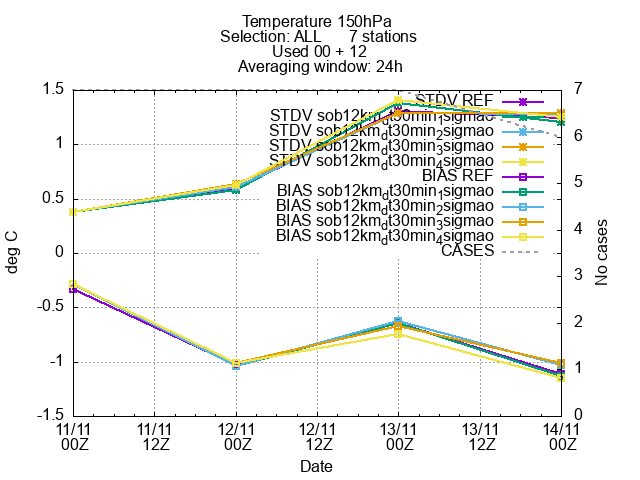 Temperature 150hPa
Selection: ALL 7 stations
Used 00 + 12
Averaging window: 24h
1.5
1
0.5
0
-0.5
-1
-1.5
deg C
7
6
5
4
3
2
1
0
No cases
STDV REF
STDV sob12km_dt30min_1sigmao
STDV sob12km_dt30min_2sigmao
STDV sob12km_dt30min_3sigmao
STDV sob12km_dt30min_4sigmao
BIAS REF
BIAS sob12km_dt30min_1sigmao
BIAS sob12km_dt30min_2sigmao
BIAS sob12km_dt30min_3sigmao
BIAS sob12km_dt30min_4sigmao
CASES
11/11 11/11 12/11 12/11 13/11 13/11 14/11
00Z 12Z 00Z 12Z 00Z 12Z 00Z
Date